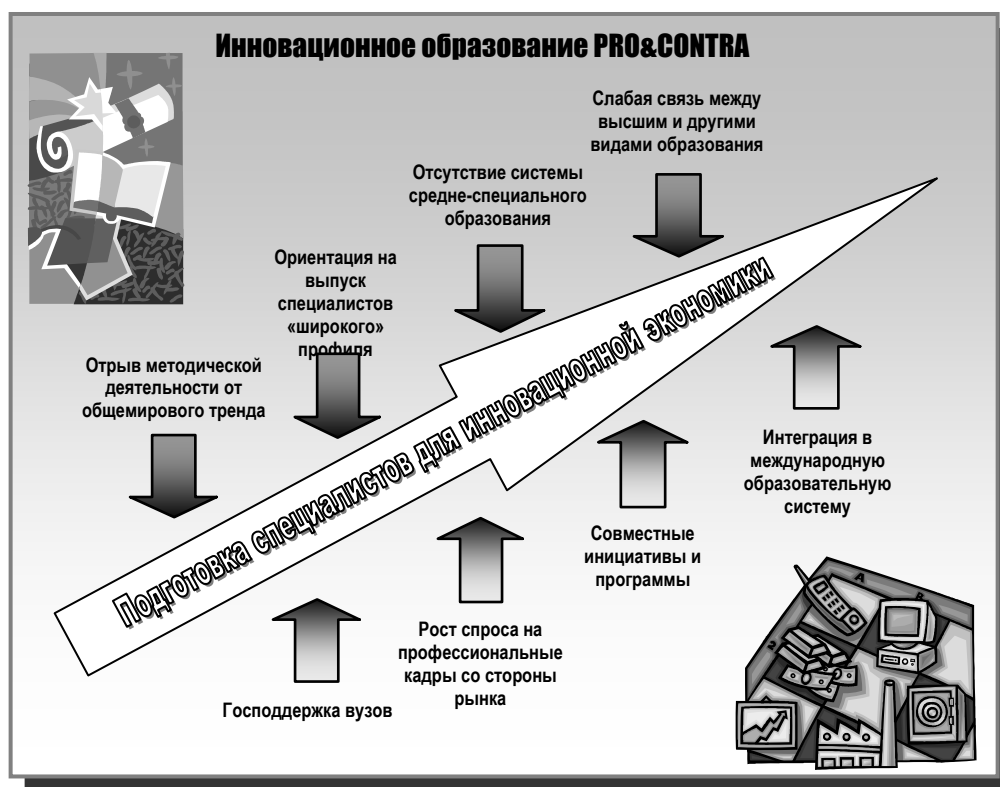 Инновационное образование PRO&CONTRA
Слабая связь между
высшим и другими
видами образования
Отсутствие системы
средне-специального
образования
Ориентация на
выпуск
специалистов
«широкого»
профиля
Отрыв методической
деятельности от
общемирового тренда
Подготовка специалистов для инновационной экономики
Интеграция в
международную
образовательную
систему
Совместные
инициативы и
программы
Рост спроса на
профессиональные
кадры со стороны
рынка
Господдержка вузов